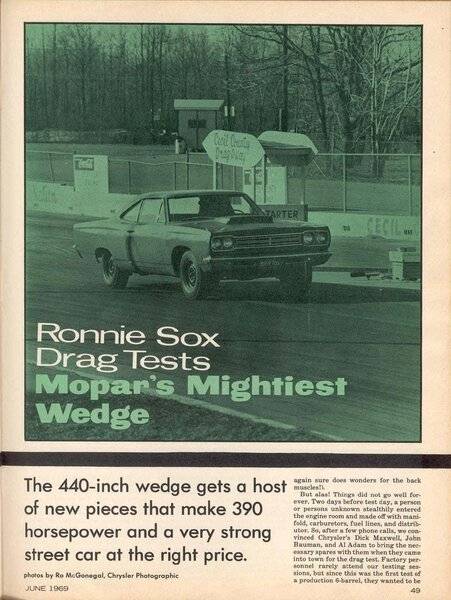 Cecil County
Drag-O-Way
STARTER
CECIL
Ronnie Sox
Drag Tests
Mopar's Mightiest
Wedge
The 440-inch wedge gets a host
of new pieces that make 390
horsepower and a very strong
street car at the right price.
photos by Ro McGonegal, Chrysler Photographic
again sure does wonders for the back
muscles!).
But alas! Things did not go well for-
ever. Two days before test day, a person
or persons unknown stealthily entered
the engine room and made off with mani-
fold, carburetors, fuel lines, and distrib-
utor. So, after a few phone calls, we con-
vinced Chrysler's Dick Maxwell, John
Bauman, and Al Adam to bring the nec-
essary spares with them when they came
into town for the drag test. Factory per-
sonnel rarely attend our testing ses-
sions, but since this was the first test of
a production 6-barrel, they wanted to be
JUNE 1969
49